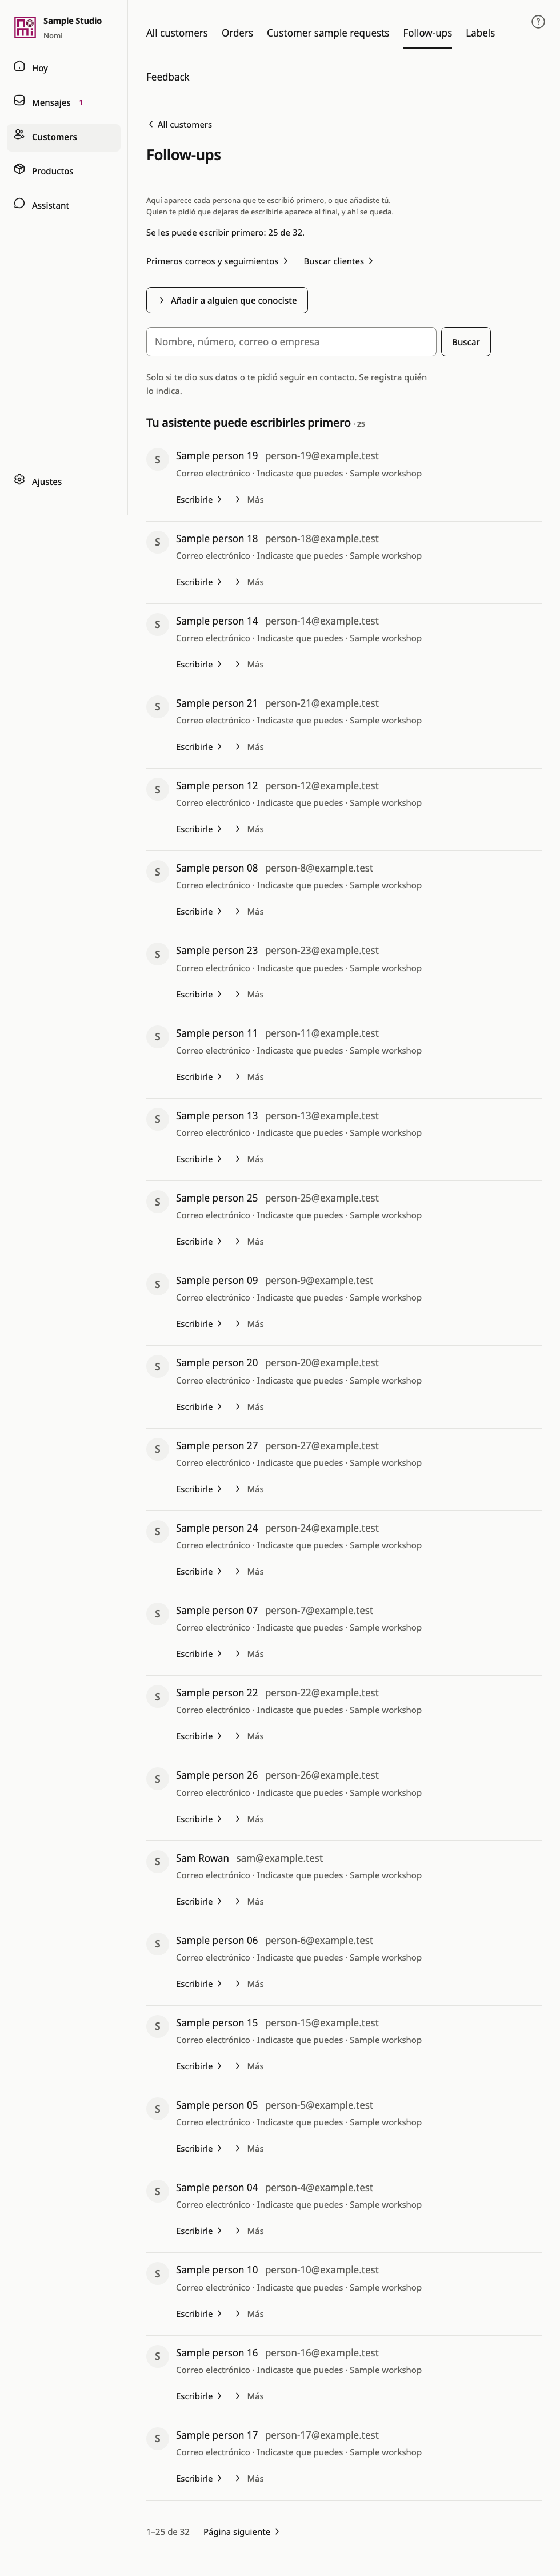 Sample Studio
Nomi
Hoy
Mensajes 1
Customers
Productos
Assistant
Ajustes
All customers Orders Customer sample requests Follow-ups Labels
Feedback
All customers
Follow-ups
Aquí aparece cada persona que te escribió primero, o que añadiste tú.
Quien te pidió que dejaras de escribirle aparece al final, y ahí se queda.
Se les puede escribir primero: 25 de 32.
Primeros correos y seguimientos Buscar clientes
Añadir a alguien que conociste
Nombre, número, correo o empresa Buscar
Solo si te dio sus datos o te pidió seguir en contacto. Se registra quién
lo indica.
Tu asistente puede escribirles primero · 25
S Sample person 19 person-19@example.test
Correo electrónico · Indicaste que puedes · Sample workshop
Escribirle Más
S Sample person 18 person-18@example.test
Correo electrónico · Indicaste que puedes · Sample workshop
Escribirle Más
S Sample person 14 person-14@example.test
Correo electrónico · Indicaste que puedes · Sample workshop
Escribirle Más
S Sample person 21 person-21@example.test
Correo electrónico · Indicaste que puedes · Sample workshop
Escribirle Más
S Sample person 12 person-12@example.test
Correo electrónico · Indicaste que puedes · Sample workshop
Escribirle Más
S Sample person 08 person-8@example.test
Correo electrónico · Indicaste que puedes · Sample workshop
Escribirle Más
S Sample person 23 person-23@example.test
Correo electrónico · Indicaste que puedes · Sample workshop
Escribirle Más
S Sample person 11 person-11@example.test
Correo electrónico · Indicaste que puedes · Sample workshop
Escribirle Más
S Sample person 13 person-13@example.test
Correo electrónico · Indicaste que puedes · Sample workshop
Escribirle Más
S Sample person 25 person-25@example.test
Correo electrónico · Indicaste que puedes · Sample workshop
Escribirle Más
S Sample person 09 person-9@example.test
Correo electrónico · Indicaste que puedes · Sample workshop
Escribirle Más
S Sample person 20 person-20@example.test
Correo electrónico · Indicaste que puedes · Sample workshop
Escribirle Más
S Sample person 27 person-27@example.test
Correo electrónico · Indicaste que puedes · Sample workshop
Escribirle Más
S Sample person 24 person-24@example.test
Correo electrónico · Indicaste que puedes · Sample workshop
Escribirle Más
S Sample person 07 person-7@example.test
Correo electrónico · Indicaste que puedes · Sample workshop
Escribirle Más
S Sample person 22 person-22@example.test
Correo electrónico · Indicaste que puedes · Sample workshop
Escribirle Más
S Sample person 26 person-26@example.test
Correo electrónico · Indicaste que puedes · Sample workshop
Escribirle Más
S Sam Rowan sam@example.test
Correo electrónico · Indicaste que puedes · Sample workshop
Escribirle Más
S Sample person 06 person-6@example.test
Correo electrónico · Indicaste que puedes · Sample workshop
Escribirle Más
S Sample person 15 person-15@example.test
Correo electrónico · Indicaste que puedes · Sample workshop
Escribirle Más
S Sample person 05 person-5@example.test
Correo electrónico · Indicaste que puedes · Sample workshop
Escribirle Más
S Sample person 04 person-4@example.test
Correo electrónico · Indicaste que puedes · Sample workshop
Escribirle Más
S Sample person 10 person-10@example.test
Correo electrónico · Indicaste que puedes · Sample workshop
Escribirle Más
S Sample person 16 person-16@example.test
Correo electrónico · Indicaste que puedes · Sample workshop
Escribirle Más
S Sample person 17 person-17@example.test
Correo electrónico · Indicaste que puedes · Sample workshop
Escribirle Más
1–25 de 32 Página siguiente